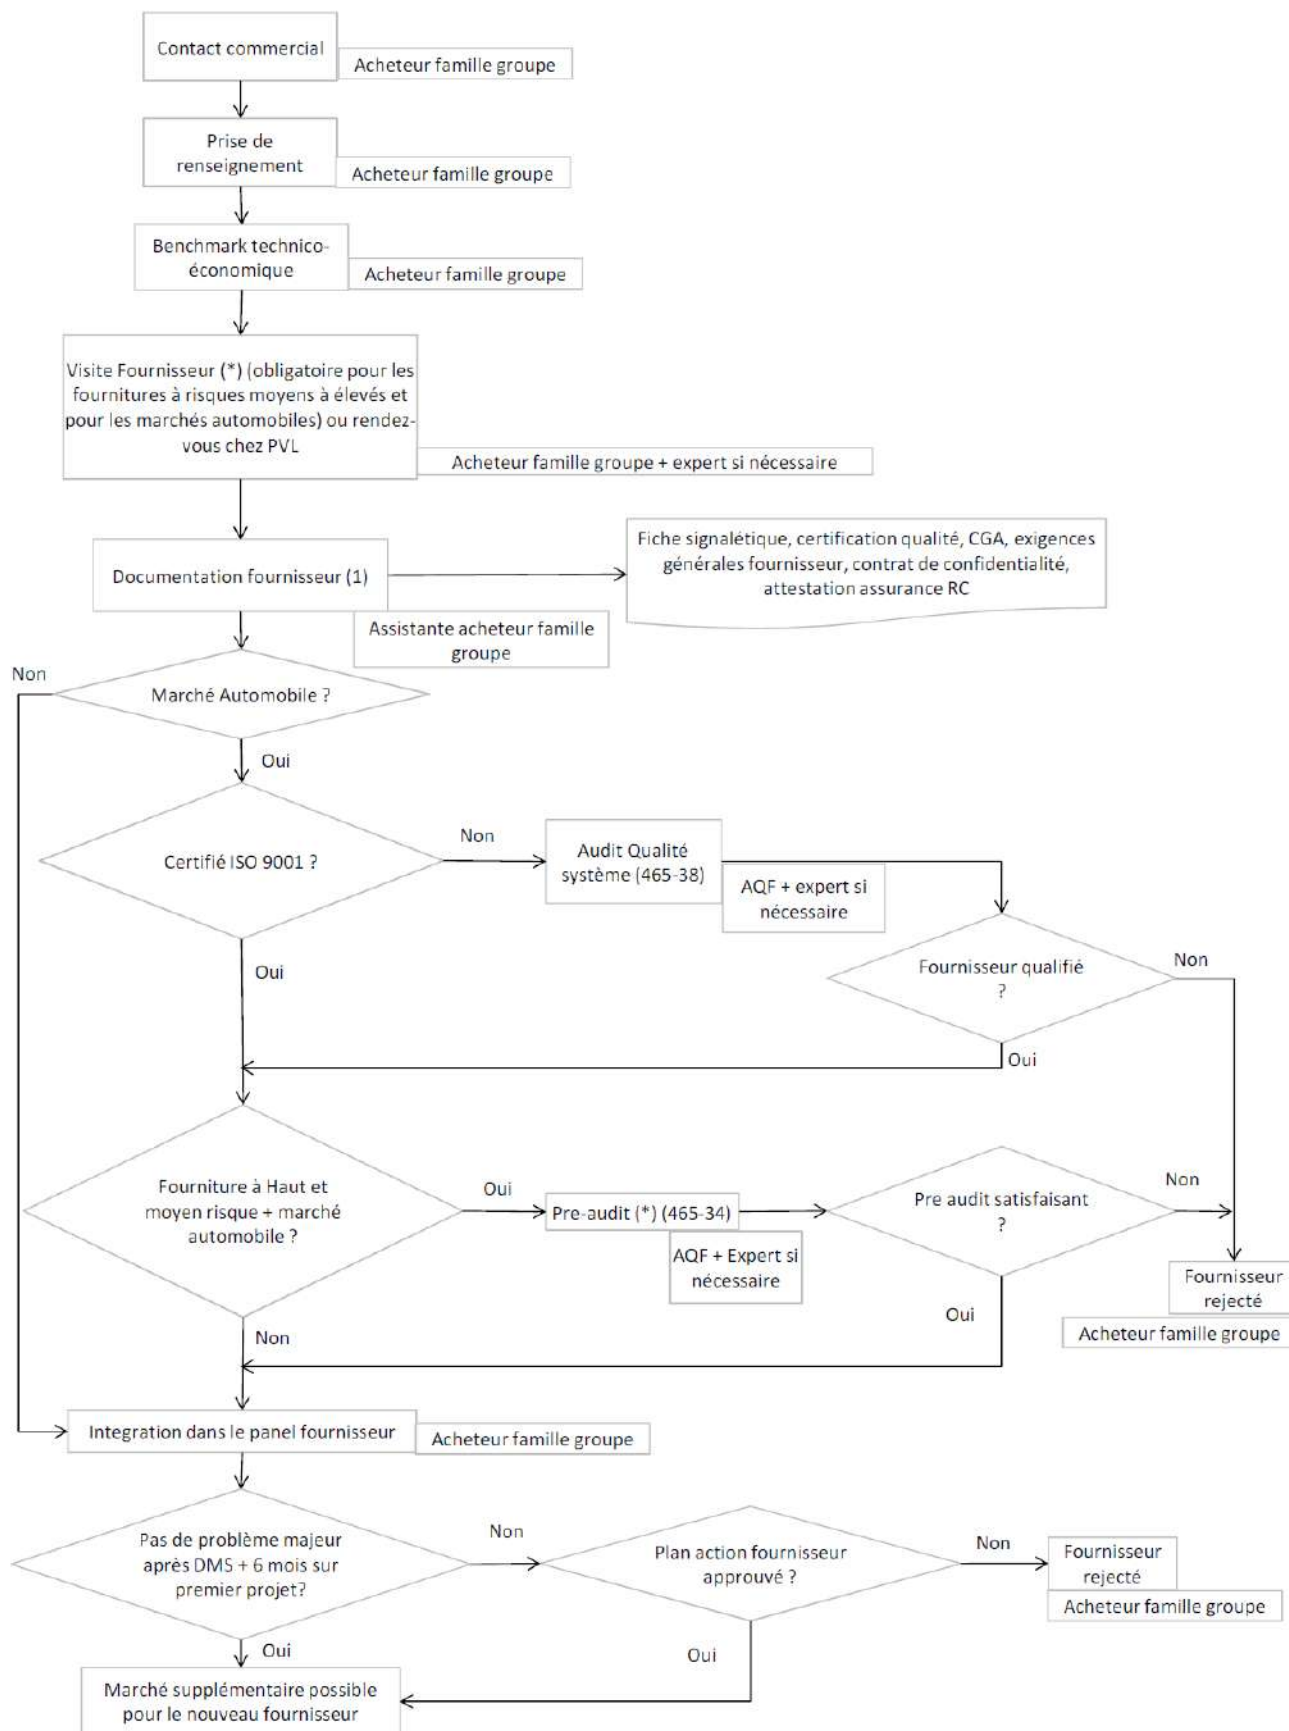 Contact commercial
Acheteur famille groupe
Prise de
renseignement
Acheteur famille groupe
Benchmark technico-
économique
Acheteur famille groupe
Visite Fournisseur (*) (obligatoire pour les
fournitures à risques moyens à élevés et
pour les marchés automobiles) ou rendez-
vous chez PVL
Acheteur famille groupe + expert si nécessaire
Documentation fournisseur (1)
Fiche signalétique, certification qualité, CGA, exigences
générales fournisseur, contrat de confidentialité,
attestation assurance RC
Assistante acheteur famille
groupe
Non
Marché Automobile ?
Oui
Certifié ISO 9001 ?
Non
Audit Qualité
système (465-38)
AQF + expert si
nécessaire
Oui
Fournisseur qualifié
?
Non
Oui
Fourniture à Haut et
moyen risque + marché
automobile ?
Oui
Pre-audit (*) (465-34)
AQF + Expert si
nécessaire
Pre audit satisfaisant
?
Non
Fournisseur
rejecté
Acheteur famille groupe
Oui
Non
Integration dans le panel fournisseur
Acheteur famille groupe
Pas de problème majeur
après DMS + 6 mois sur
premier projet?
Non
Plan action fournisseur
approuvé ?
Non
Fournisseur
rejecté
Acheteur famille groupe
Oui
Oui
Marché supplémentaire possible
pour le nouveau fournisseur